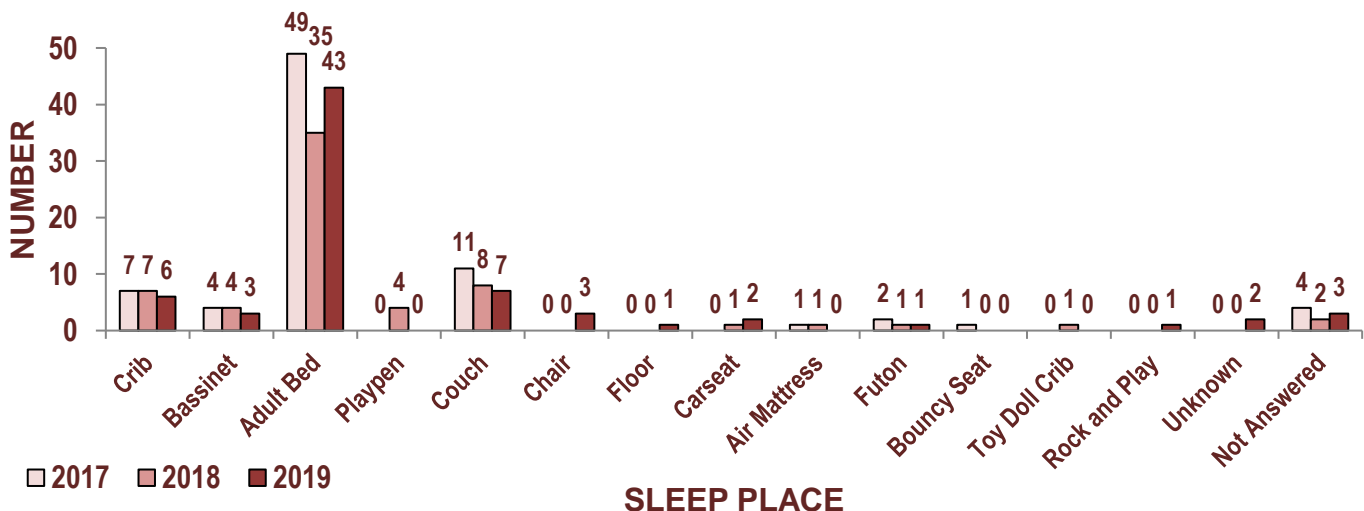 NUMBER
50
40
30
20
10
0
49 35 43
7 7 6
4 4 3
0 4 0
11 8 7
0 0 3
0 0 1
0 1 2
1 1 0
2 1 1
1 0 0
0 1 0
0 0 1
0 0 2
4 2 3
Crib
Bassinet
Adult Bed
Playpen
Couch
Chair
Floor
Carseat
Air Mattress
Futon
Bouncy Seat
Toy Doll Crib
Rock and Play
Unknown
Not Answered
2017 2018 2019
SLEEP PLACE